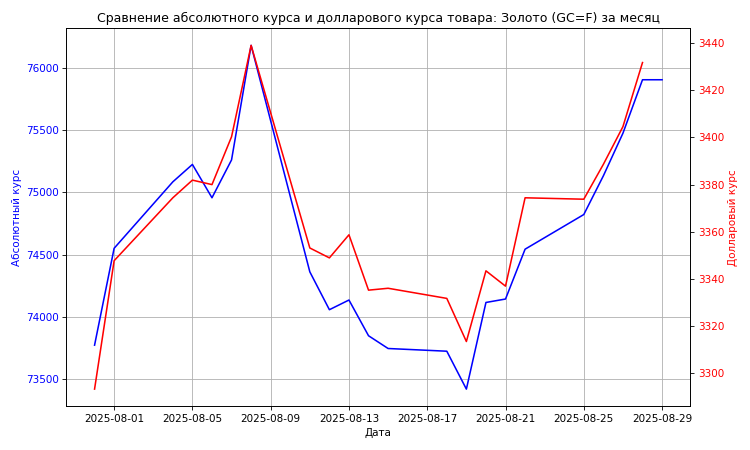 Сравнение абсолютного курса и долларового курса товара: Золото (GC=F) за месяц
Абсолютный курс
76000
75500
75000
74500
74000
73500
3440
3420
3400
3380
3360
3340
3320
3300
Долларовый курс
2025-08-01 2025-08-05 2025-08-09 2025-08-13 2025-08-17 2025-08-21 2025-08-25 2025-08-29
Дата